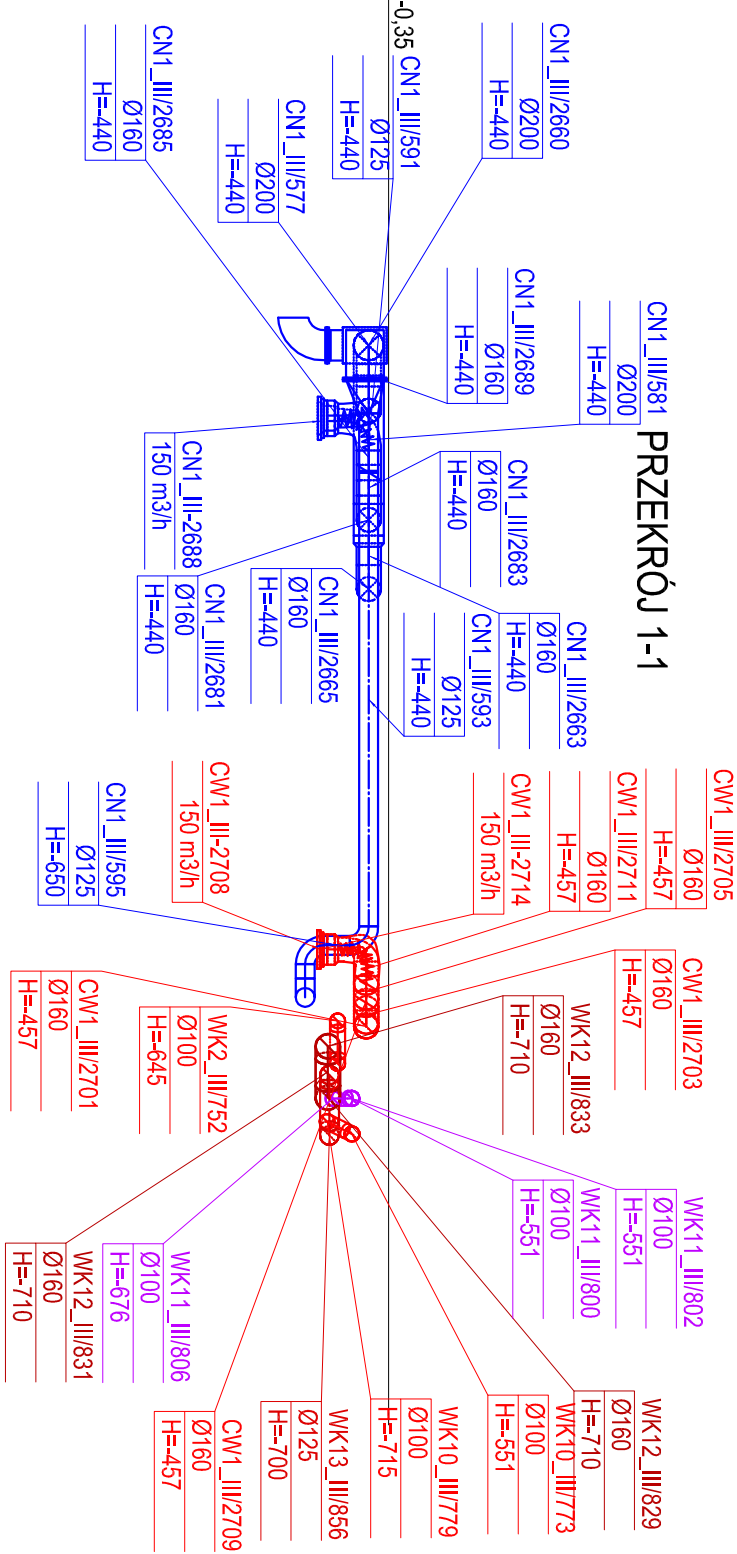 PRZEKRÓJ 1-1
-0,35
CN1_III/2685
Ø160
H=-440
CN1_III/577
Ø200
H=-440
CN1_III/591
Ø125
H=-440
CN1_III/2660
Ø200
H=-440
CN1_III/2689
Ø160
H=-440
CN1_III/581
Ø200
H=-440
CN1_III-2688
150 m3/h
CN1_III/2681
Ø160
H=-440
CN1_III/2665
Ø160
H=-440
CN1_III/2683
Ø160
H=-440
CN1_III/593
Ø125
H=-440
CN1_III/2663
Ø160
H=-440
CN1_III/595
Ø125
H=-650
CW1_III-2708
150 m3/h
CW1_III-2714
150 m3/h
CW1_III/2711
Ø160
H=-457
CW1_III/2705
Ø160
H=-457
CW1_III/2703
Ø160
H=-457
CW1_III/2701
Ø160
H=-457
WK2_III/752
Ø100
H=-645
WK12_III/833
Ø160
H=-710
WK11_III/802
Ø100
H=-551
WK11_III/800
Ø100
H=-551
WK12_III/831
Ø160
H=-710
WK11_III/806
Ø100
H=-676
CW1_III/2709
Ø160
H=-457
WK13_III/856
Ø125
H=-700
WK10_III/779
Ø100
H=-715
WK10_III/773
Ø100
H=-551
WK12_III/829
Ø160
H=-710